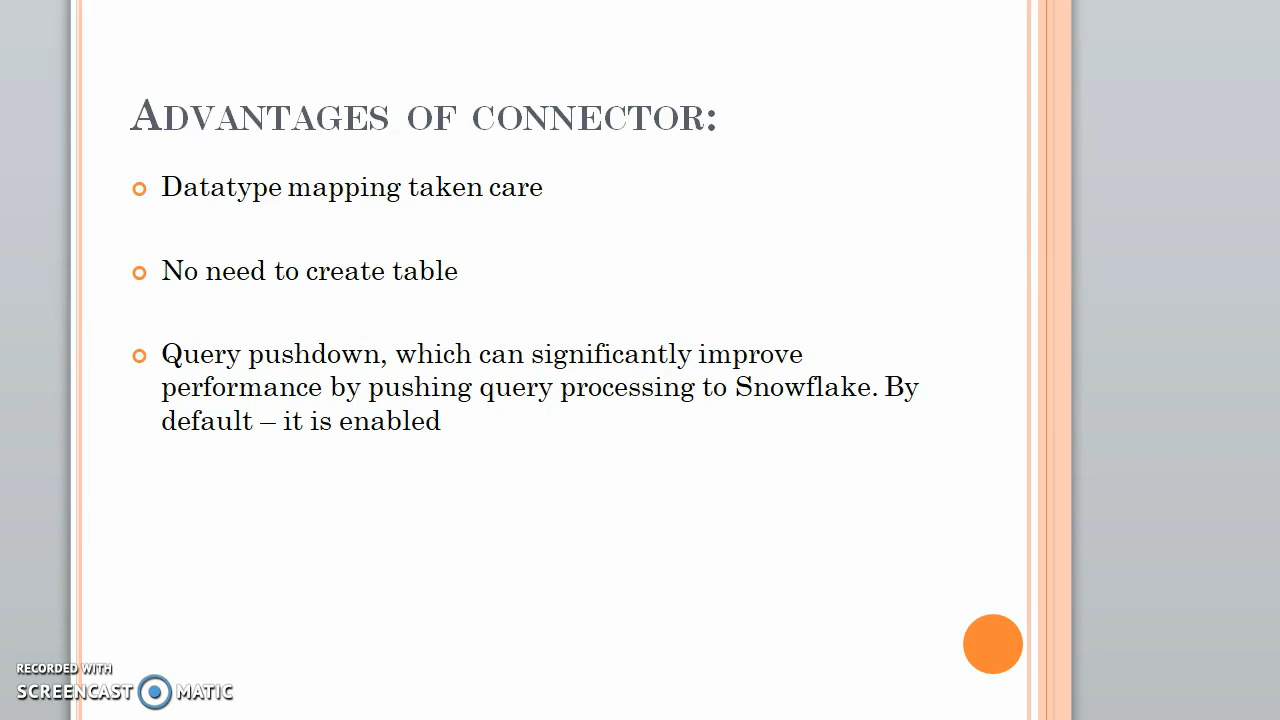 ADVANTAGES OF CONNECTOR:
Datatype mapping taken care
No need to create table
Query pushdown, which can significantly improve
performance by pushing query processing to Snowflake. By
default – it is enabled
RECORDED WITH
SCREENCAST MATIC